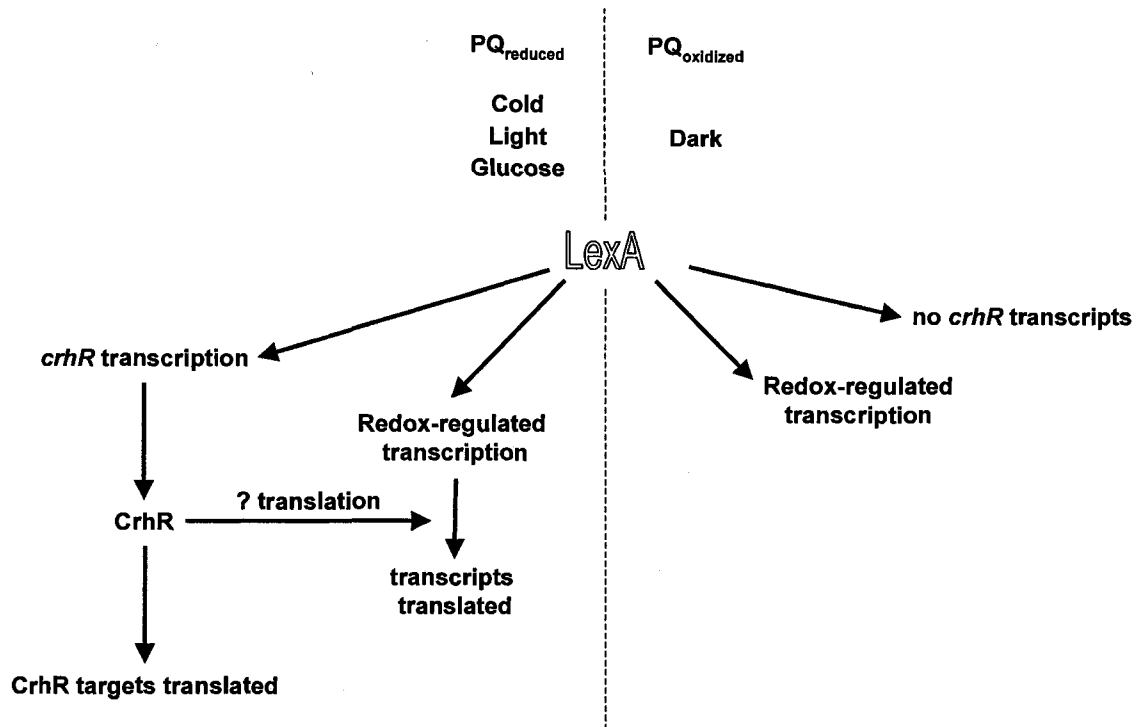 PQreduced
PQoxidized
Cold
Light
Glucose
Dark
LexA
no crhR transcripts
crhR transcription
Redox-regulated
transcription
Redox-regulated
transcription
? translation
CrhR
transcripts
translated
CrhR targets translated